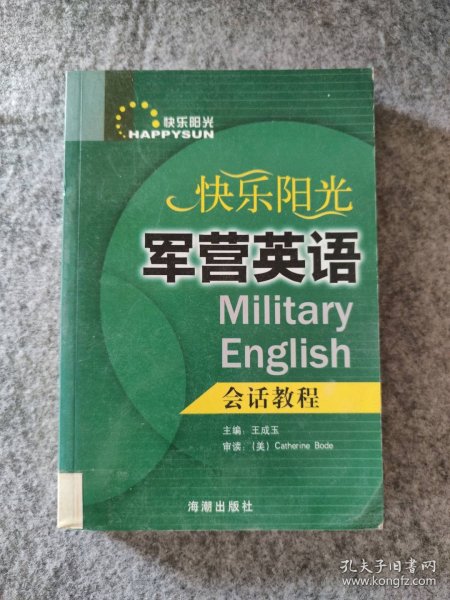 快乐阳光
HAPPYSUN
快乐阳光
军营英语
Military
English
会话教程
主编：王成玉
审读：（美）Catherine Bode
海潮出版社
孔夫子旧书网
www.kongfz.com